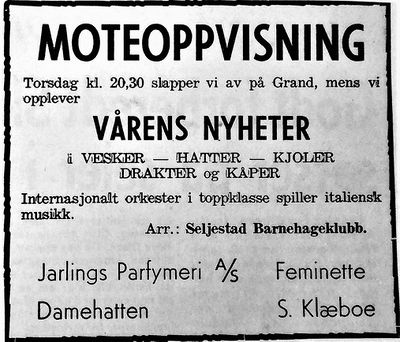 MOTEOPPVISNING
Torsdag kl. 20,30 slapper vi av på Grand, mens vi
opplever
VÅRENS NYHETER
i VESKER — HATTER — KJOLER
DRAKTER og KAPER
Internasjonalt orkester i toppklasse spiller italiensk
musikk.
Arr.: Seljestad Barnehageklubb.
Jarlings Parfymeri A/S Feminette
Damehatten S. Klæboe